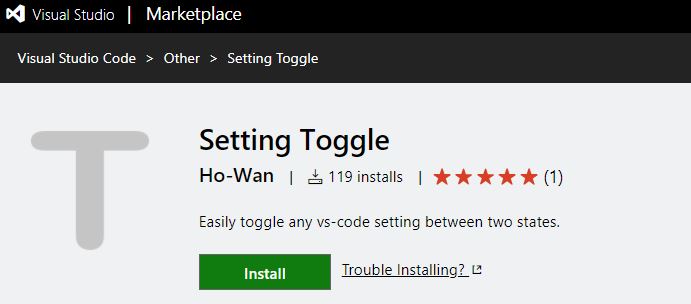 Visual Studio | Marketplace
Visual Studio Code > Other > Setting Toggle
T
Setting Toggle
Ho-Wan | 119 installs | ★★★★★ (1)
Easily toggle any vs-code setting between two states.
Install Trouble Installing?